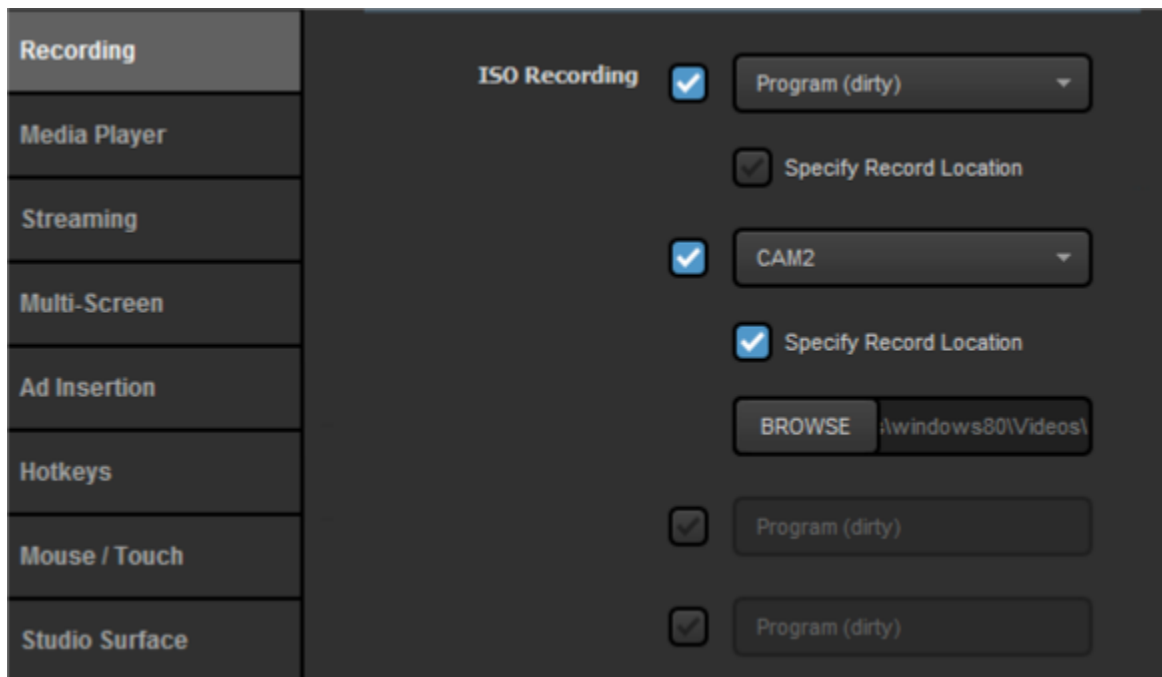 Recording
Media Player
Streaming
Multi-Screen
Ad Insertion
Hotkeys
Mouse / Touch
Studio Surface
ISO Recording
Program (dirty)
Specify Record Location
CAM2
Specify Record Location
BROWSE \windows80\Videos\
Program (dirty)
Program (dirty)